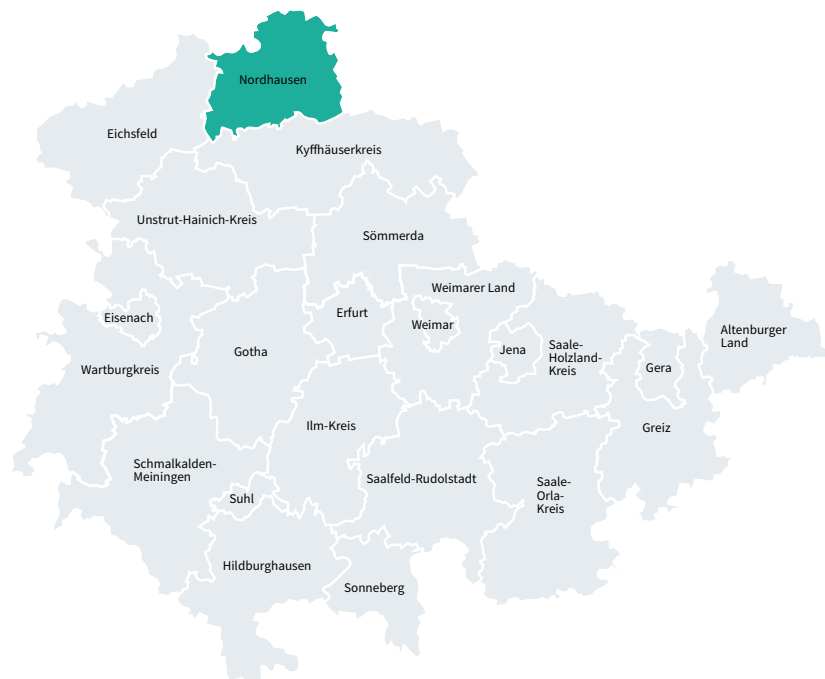 Nordhausen
Eichsfeld
Kyffhäuserkreis
Unstrut-Hainich-Kreis
Sömmerda
Weimarer Land
Eisenach
Erfurt
Weimar
Altenburger
Land
Gotha
Jena
Saale-
Holzland-
Kreis
Gera
Wartburgkreis
Ilm-Kreis
Greiz
Schmalkalden-
Meiningen
Saalfeld-Rudolstadt
Saale-
Orla-
Kreis
Suhl
Hildburghausen
Sonneberg